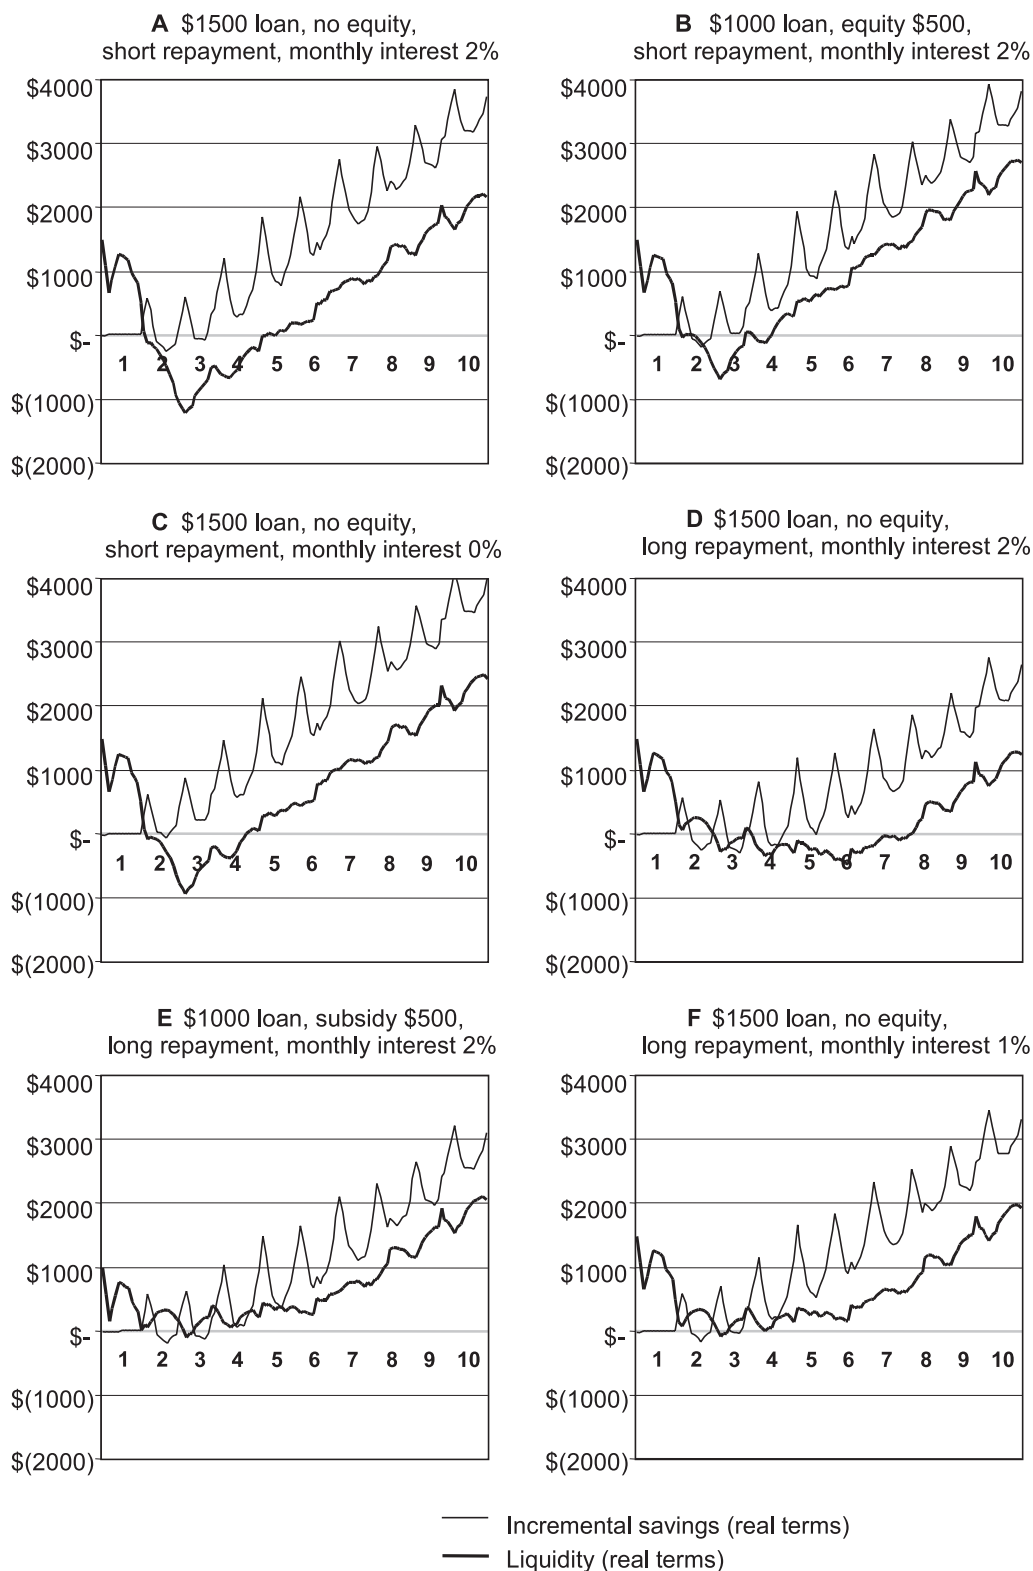 A $1500 loan, no equity,
short repayment, monthly interest 2%
$4000
$3000
$2000
$1000
$-
$(1000)
$(2000)
1 2 3 4 5 6 7 8 9 10
B $1000 loan, equity $500,
short repayment, monthly interest 2%
$4000
$3000
$2000
$1000
$-
$(1000)
$(2000)
1 2 3 4 5 6 7 8 9 10
C $1500 loan, no equity,
short repayment, monthly interest 0%
$4000
$3000
$2000
$1000
$-
$(1000)
$(2000)
1 2 3 4 5 6 7 8 9 10
D $1500 loan, no equity,
long repayment, monthly interest 2%
$4000
$3000
$2000
$1000
$-
$(1000)
$(2000)
1 2 3 4 5 6 7 8 9 10
E $1000 loan, subsidy $500,
long repayment, monthly interest 2%
$4000
$3000
$2000
$1000
$-
$(1000)
$(2000)
1 2 3 4 5 6 7 8 9 10
F $1500 loan, no equity,
long repayment, monthly interest 1%
$4000
$3000
$2000
$1000
$-
$(1000)
$(2000)
1 2 3 4 5 6 7 8 9 10
Incremental savings (real terms)
Liquidity (real terms)